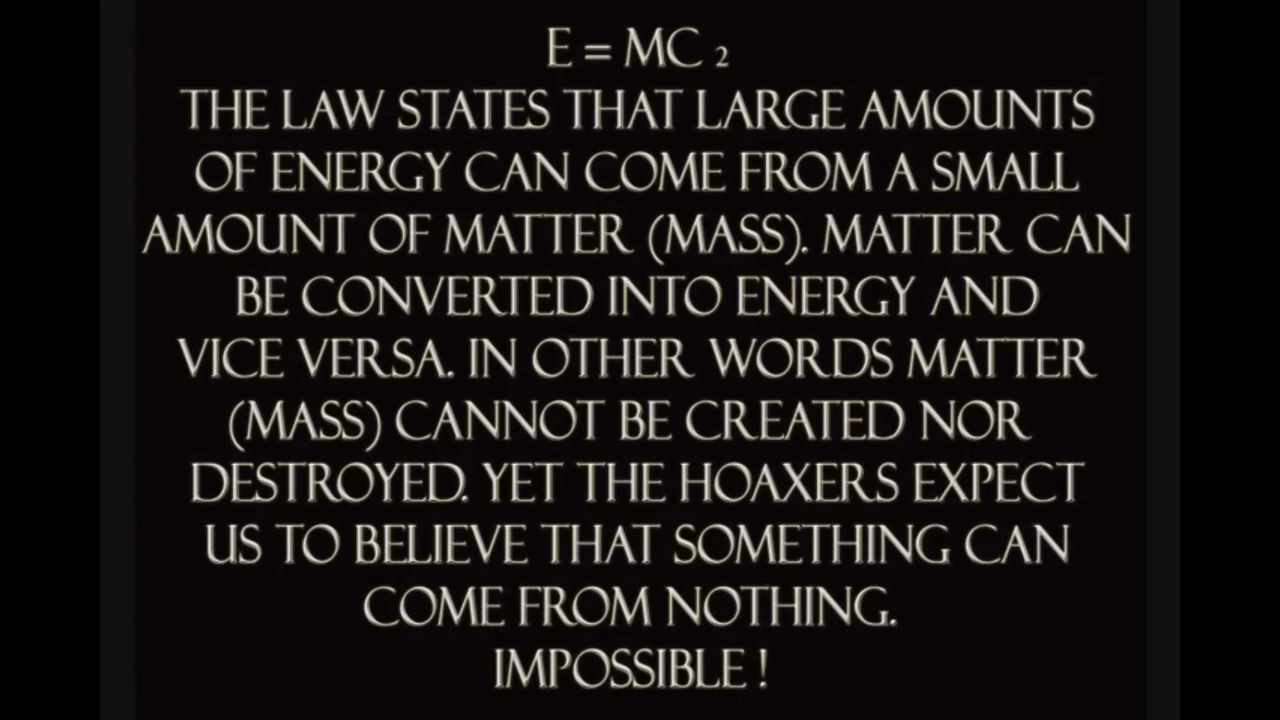 E = MC 2
THE LAW STATES THAT LARGE AMOUNTS
OF ENERGY CAN COME FROM A SMALL
AMOUNT OF MATTER (MASS). MATTER CAN
BE CONVERTED INTO ENERGY AND
VICE VERSA. IN OTHER WORDS MATTER
(MASS) CANNOT BE CREATED NOR
DESTROYED. YET THE HOAXERS EXPECT
US TO BELIEVE THAT SOMETHING CAN
COME FROM NOTHING.
IMPOSSIBLE !